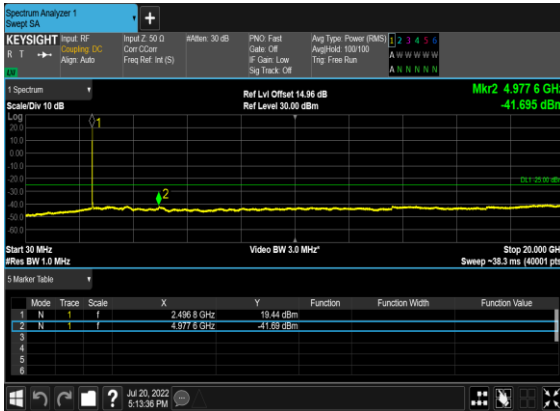 Spectrum Analyzer 1
Swept SA
+
KEYSIGHT Input: RF Input Z: 50 Ω #Atten: 30 dB PNO: Fast Avg Type: Power (RMS) 1 2 3 4 5 6
R T Coupling: DC Corr CCorr Gate: Off Avg|Hold: 100/100 A W W W W W
Align: Auto Freq Ref: Int (S) IF Gain: Low Trig: Free Run
Sig Track: Off A N N N N N
1 Spectrum
Ref Lvl Offset 14.96 dB Mkr2 4.977 6 GHz
Scale/Div 10 dB Ref Level 30.00 dBm -41.695 dBm
Log
1
20.0
10.0
0.00
-10.0
-20.0
DL1 -25.00 dBm
-30.0
2
-40.0
-50.0
-60.0
Start 30 MHz Video BW 3.0 MHz* Stop 20.000 GHz
#Res BW 1.0 MHz Sweep ~38.3 ms (40001 pts)
5 Marker Table
Mode Trace Scale X Y Function Function Width Function Value
1 N 1 f 2.496 8 GHz 19.44 dBm
2 N 1 f 4.977 6 GHz -41.69 dBm
3
4
5
6
? Jul 20, 2022
5:13:36 PM